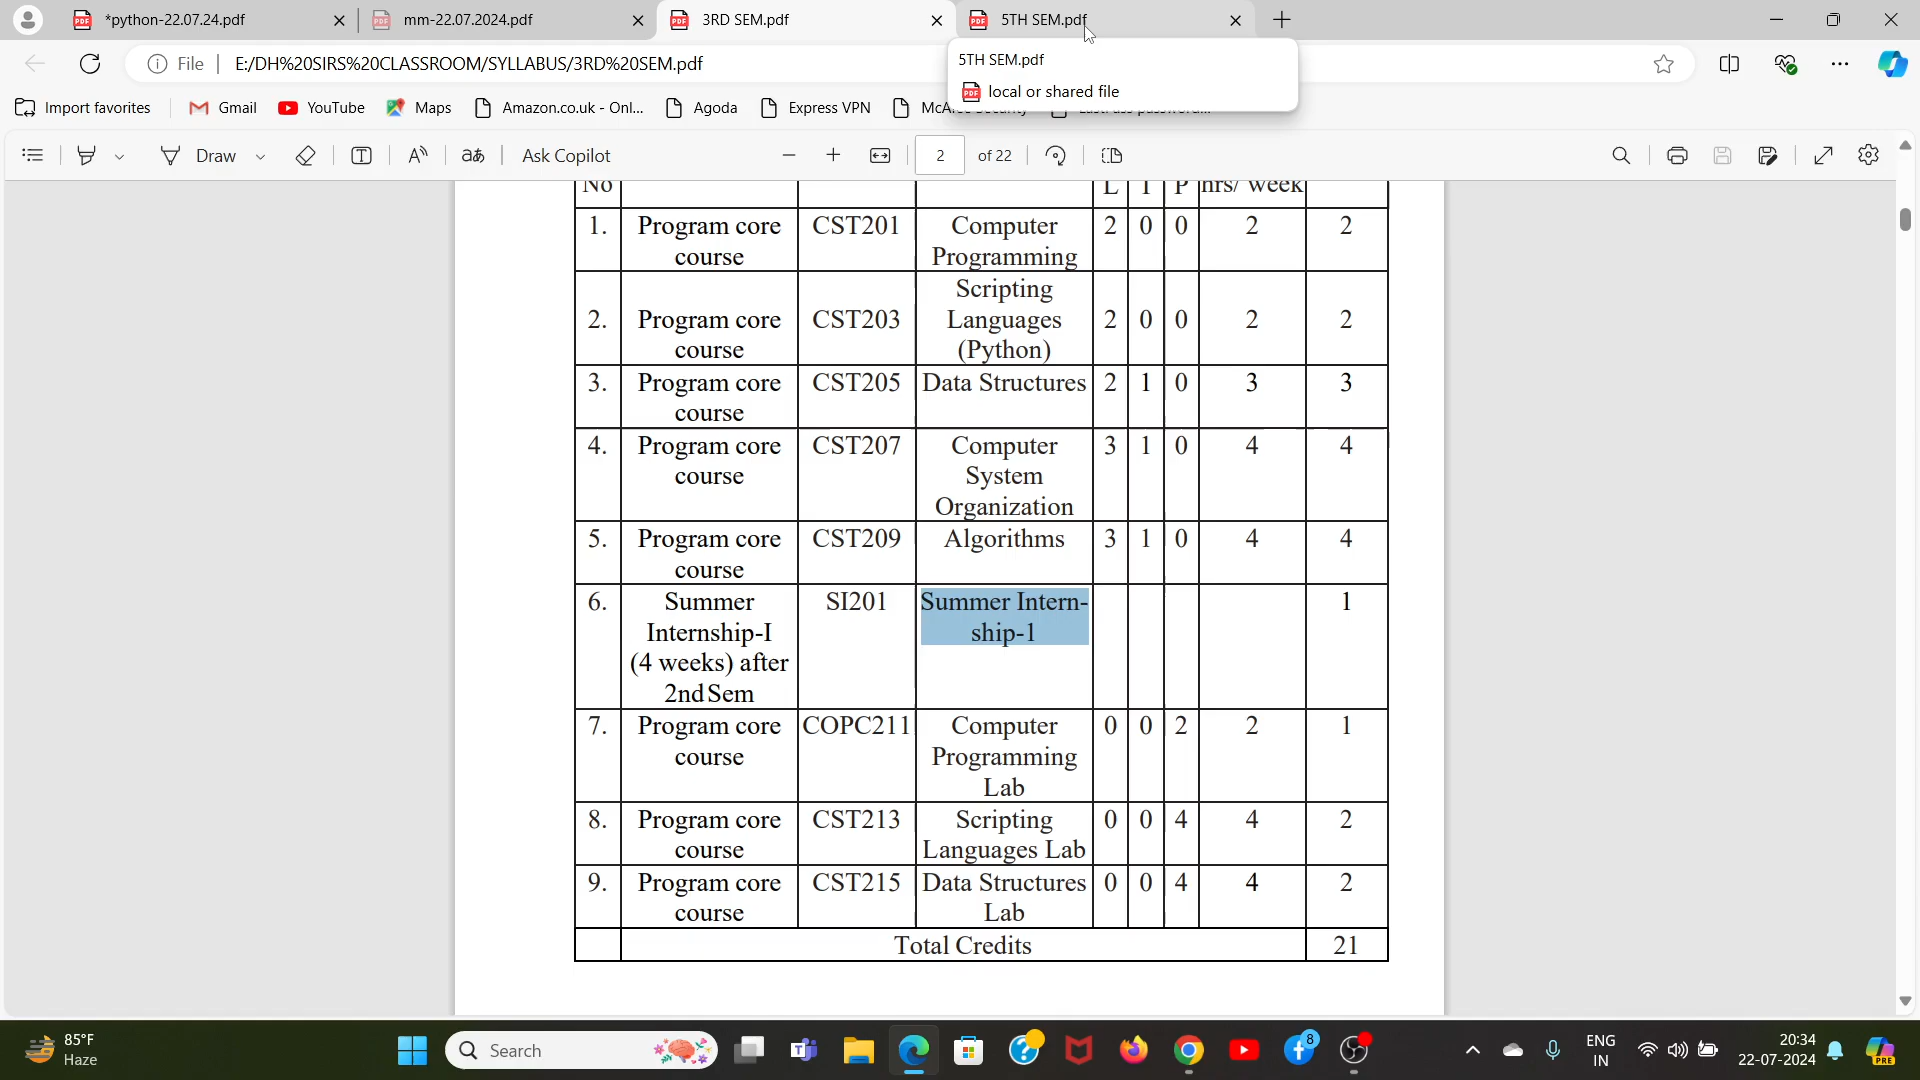 *python-22.07.24.pdf
mm-22.07.2024.pdf
3RD SEM.pdf
5TH SEM.pdf
File
E:/DH%20SIRS%20CLASSROOM/SYLLABUS/3RD%20SEM.pdf
5TH SEM.pdf
local or shared file
Import favorites
Gmail
YouTube
Maps
Amazon.co.uk - Onl...
Agoda
Express VPN
Draw
Ask Copilot
2
of 22
No
L T P hrs/ week
1. Program core course CST201 Computer Programming 2 0 0 2 2
2. Program core course CST203 Scripting Languages (Python) 2 0 0 2 2
3. Program core course CST205 Data Structures 2 1 0 3 3
4. Program core course CST207 Computer System Organization 3 1 0 4 4
5. Program core course CST209 Algorithms 3 1 0 4 4
6. Summer Internship-I (4 weeks) after 2nd Sem SI201 Summer Intern-ship-1 1
7. Program core course COPC211 Computer Programming Lab 0 0 2 2 1
8. Program core course CST213 Scripting Languages Lab 0 0 4 4 2
9. Program core course CST215 Data Structures Lab 0 0 4 4 2
Total Credits 21
85°F
Haze
Search
8
ENG
IN
20:34
22-07-2024
PRE